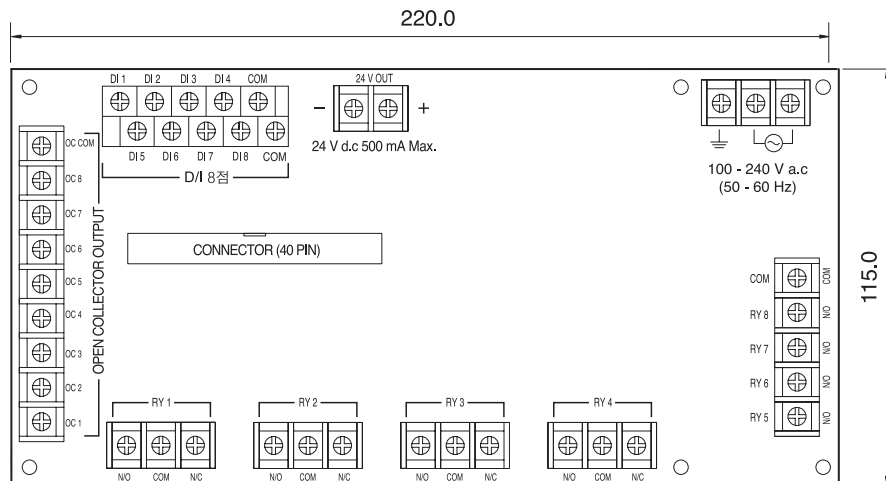 220.0
DI 1 DI 2 DI 3 DI 4 COM
DI 5 DI 6 DI 7 DI 8 COM
D/I 8점
24 V OUT
− +
24 V d.c 500 mA Max.
100 - 240 V a.c
(50 - 60 Hz)
115.0
OC COM
OC 8
OC 7
OC 6
OC 5
OC 4
OC 3
OC 2
OC 1
OPEN COLLECTOR OUTPUT
CONNECTOR (40 PIN)
COM COM
RY 8 N/O
RY 7 N/O
RY 6 N/O
RY 5 N/O
RY 1 RY 2 RY 3 RY 4
N/O COM N/C N/O COM N/C N/O COM N/C N/O COM N/C